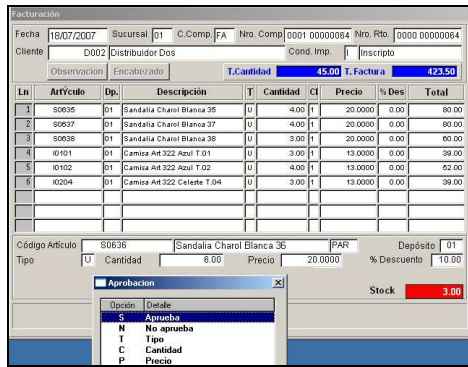 Facturación
Fecha 18/07/2007 Sucursal 01 C.Comp. FA Nro. Comp 0001 00000064 Nro. Rto. 0000 00000064
Cliente D002 Distribuidor Dos Cond. Imp. I Inscripto
Observacion Encabezado T.Cantidad 45.00 T. Factura 423.50
Ln ArtÝculo Dp. Descripción T Cantidad Cl Precio % Des Total
1 S0635 01 Sandalia Charol Blanca 35 U 4.00 1 20.0000 0.00 80.00
2 S0637 01 Sandalia Charol Blanca 37 U 4.00 1 20.0000 0.00 80.00
3 S0638 01 Sandalia Charol Blanca 38 U 3.00 1 20.0000 0.00 60.00
4 I0101 01 Camisa Art 322 Azul T.01 U 3.00 1 13.0000 0.00 39.00
5 I0102 01 Camisa Art 322 Azul T.02 U 4.00 1 13.0000 0.00 52.00
6 I0204 01 Camisa Art 322 Celeste T.04 U 3.00 1 13.0000 0.00 39.00
Código Artículo S0636 Sandalia Charol Blanca 36 PAR Depósito 01
Tipo U Cantidad 6.00 Precio 20.0000 % Descuento 10.00
Aprobacion
Stock 3.00
Opción Detalle
S Aprueba
N No aprueba
T Tipo
C Cantidad
P Precio